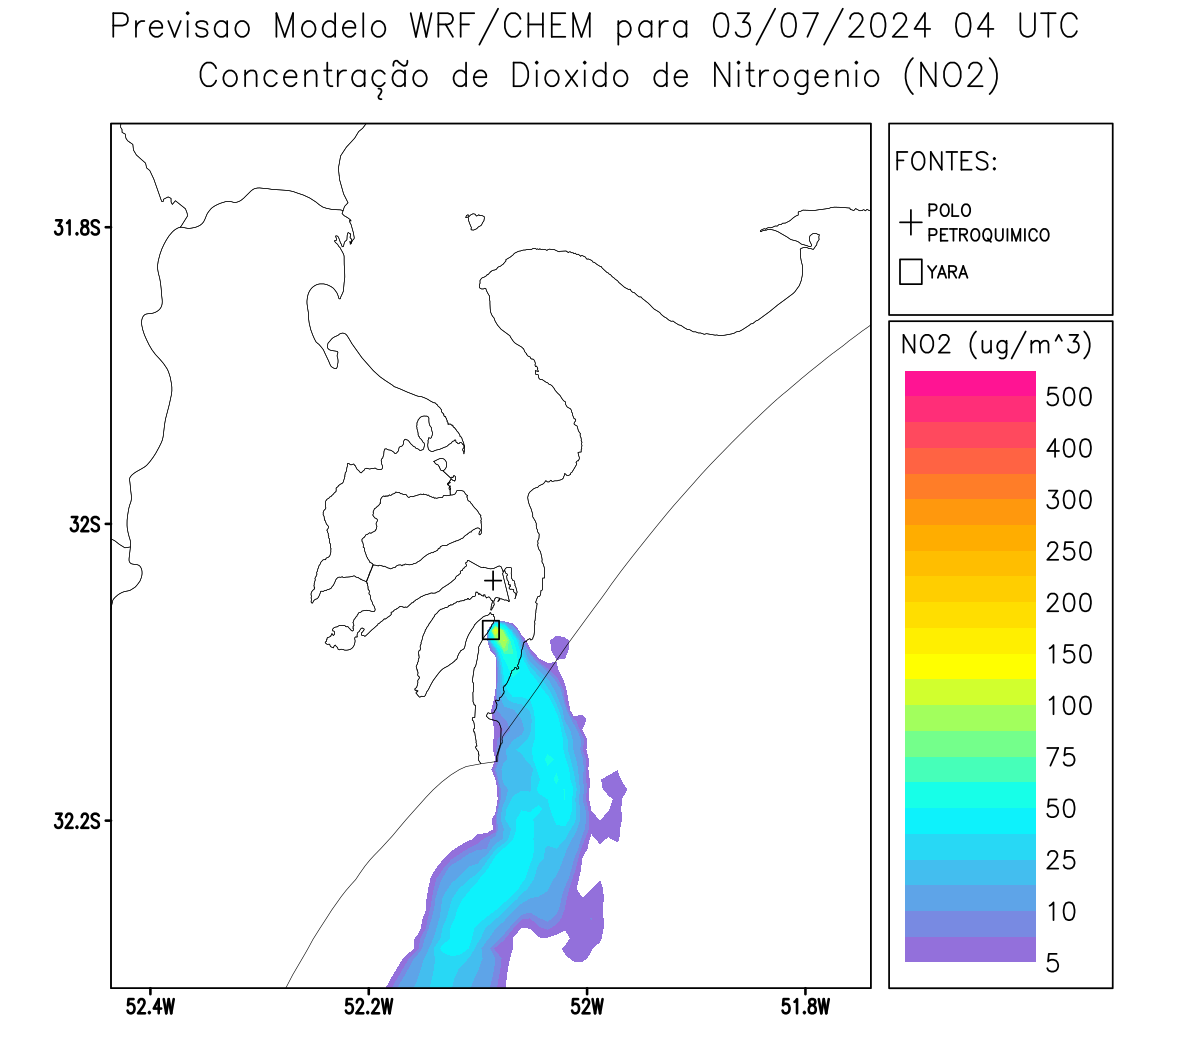 Previsao Modelo WRF/CHEM para 03/07/2024 04 UTC
Concentração de Dioxido de Nitrogenio (NO2)
FONTES:
POLO
PETROQUIMICO
YARA
NO2 (ug/m^3)
500
400
300
250
200
150
100
75
50
25
10
5
31.8S
32S
32.2S
52.4W
52.2W
52W
51.8W